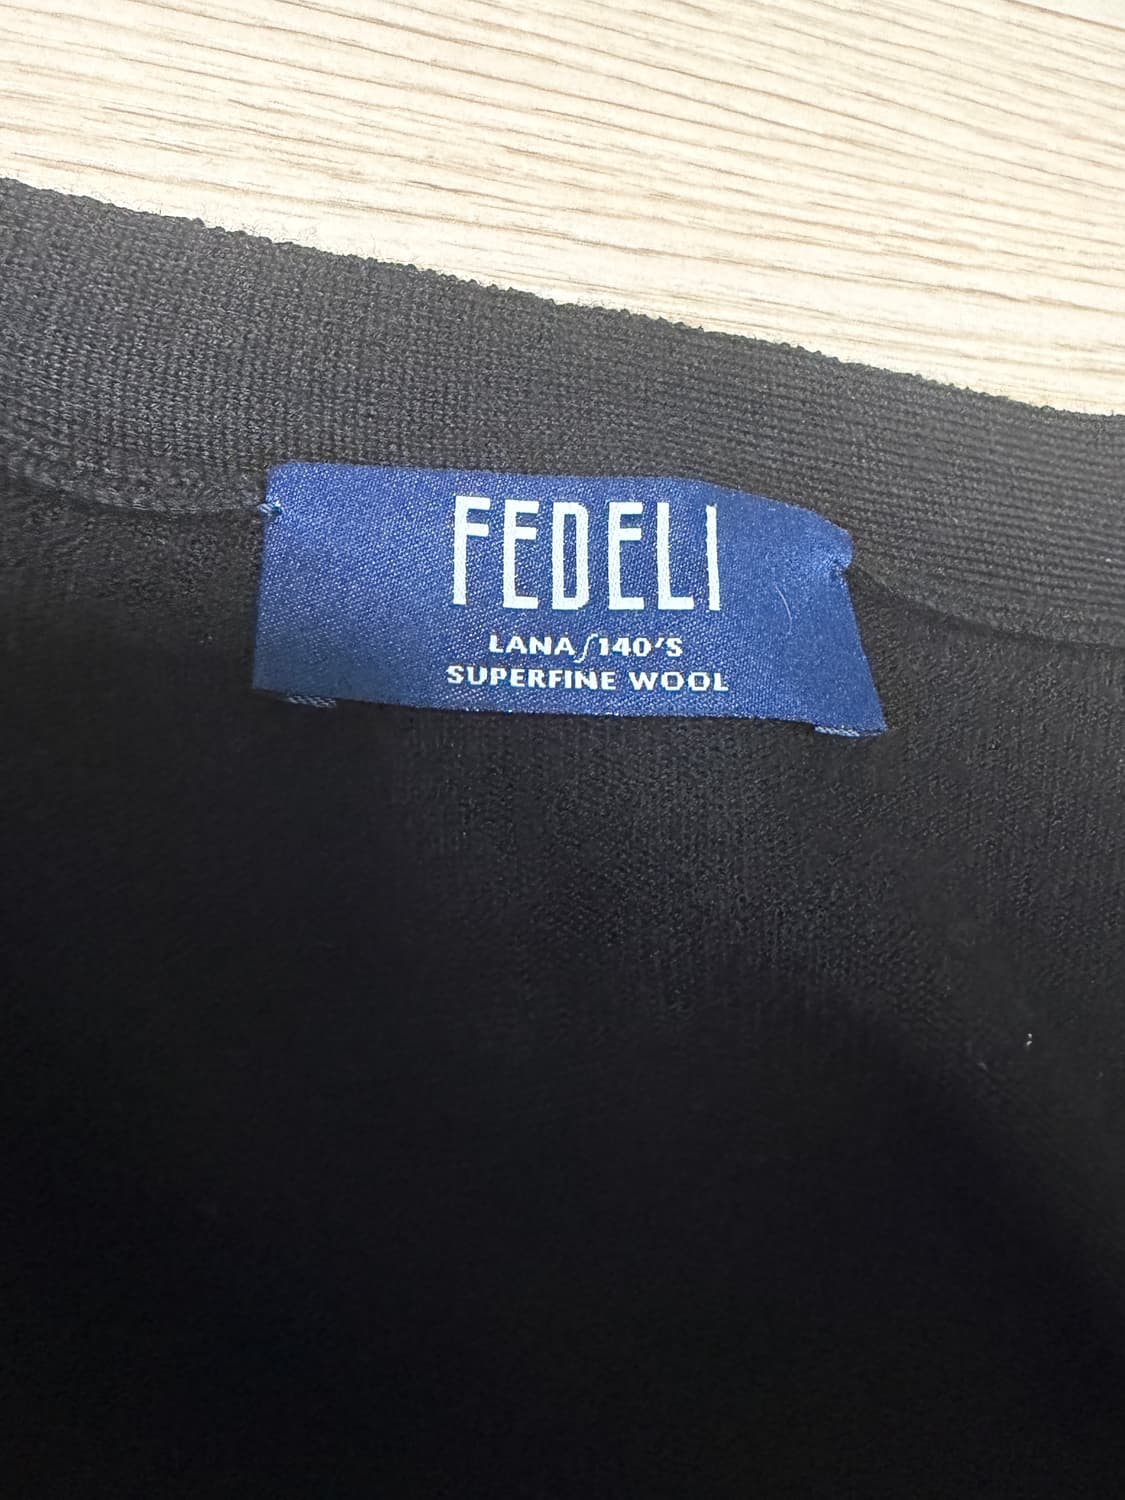 FEDELI
LANA∫140'S
SUPERFINE WOOL